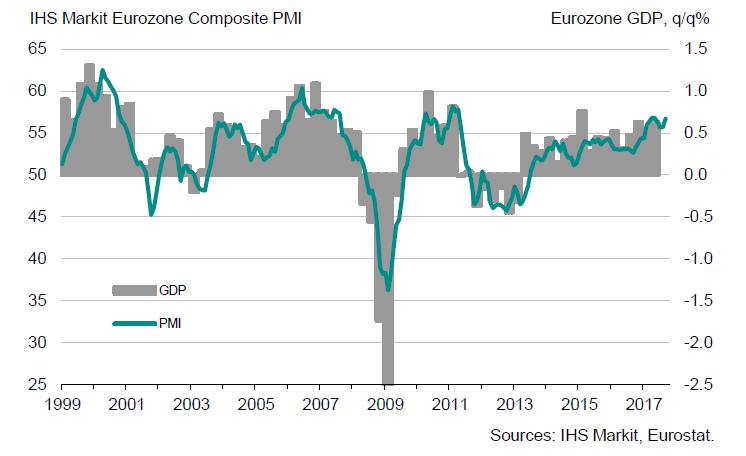 IHS Markit Eurozone Composite PMI Eurozone GDP, q/q%
65 1.5
60 1.0
55 0.5
50 0.0
45 -0.5
40 -1.0
35 -1.5
30 -2.0
25 -2.5
GDP
PMI
1999 2001 2003 2005 2007 2009 2011 2013 2015 2017
Sources: IHS Markit, Eurostat.